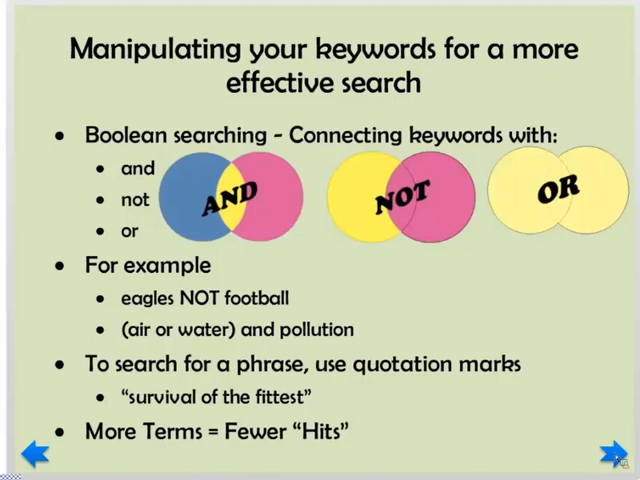 Manipulating your keywords for a more
effective search
• Boolean searching - Connecting keywords with:
• and
• not
• or
AND
NOT
OR
• For example
• eagles NOT football
• (air or water) and pollution
• To search for a phrase, use quotation marks
• “survival of the fittest”
• More Terms = Fewer “Hits”